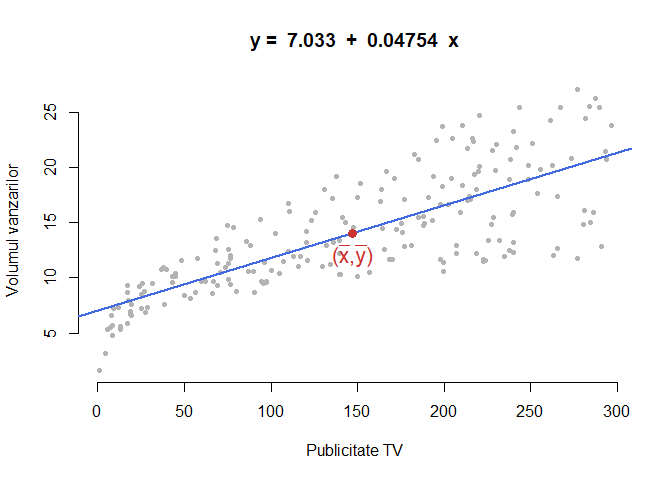 y = 7.033 + 0.04754 x
Volumul vanzarilor
25
20
15
10
5
(x̅,y̅)
0 50 100 150 200 250 300
Publicitate TV